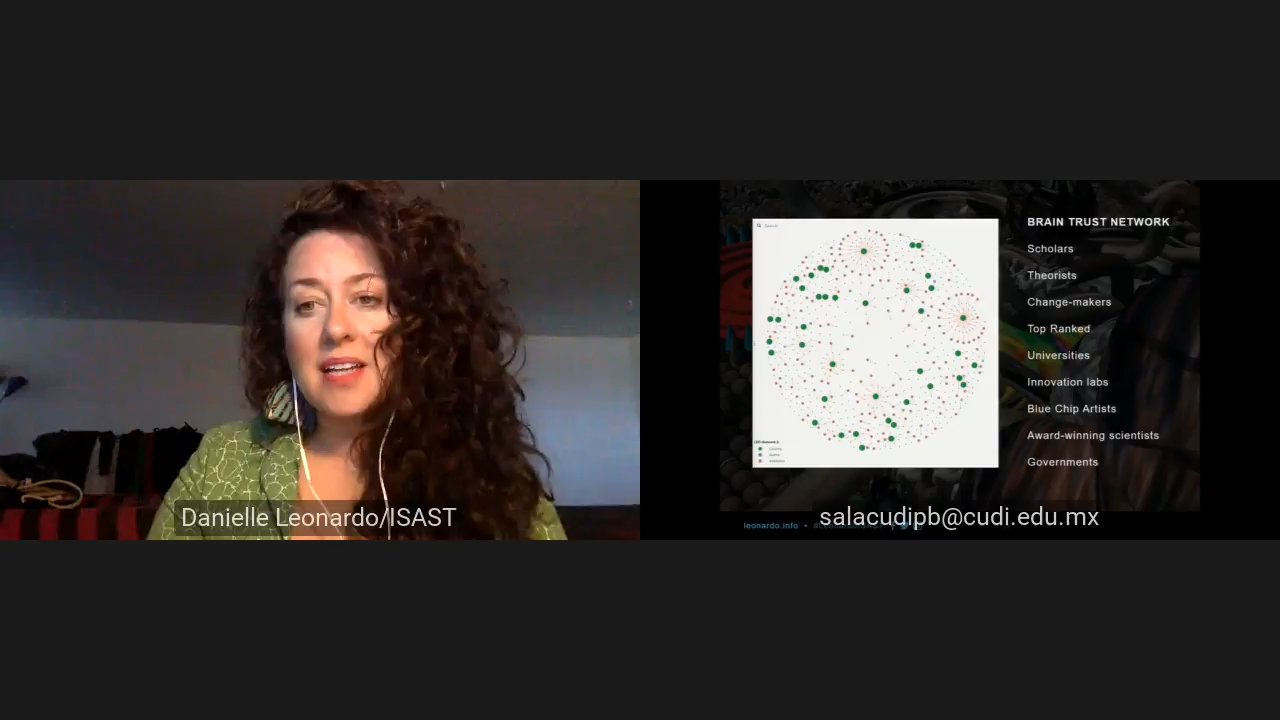 Danielle Leonardo/ISAST
Search
BRAIN TRUST NETWORK
Scholars
Theorists
Change-makers
Top Ranked
Universities
Innovation labs
Blue Chip Artists
Award-winning scientists
Governments
leonardo.info •
salacudipb@cudi.edu.mx